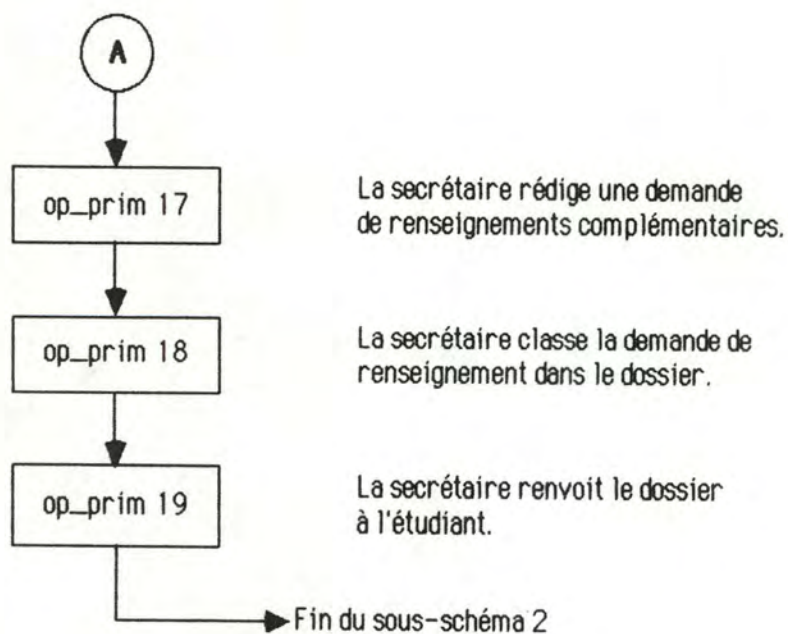 A
op_prim 17
La secrétaire rédige une demande
de renseignements complémentaires.
op_prim 18
La secrétaire classe la demande de
renseignement dans le dossier.
op_prim 19
La secrétaire renvoit le dossier
à l'étudiant.
Fin du sous-schéma 2